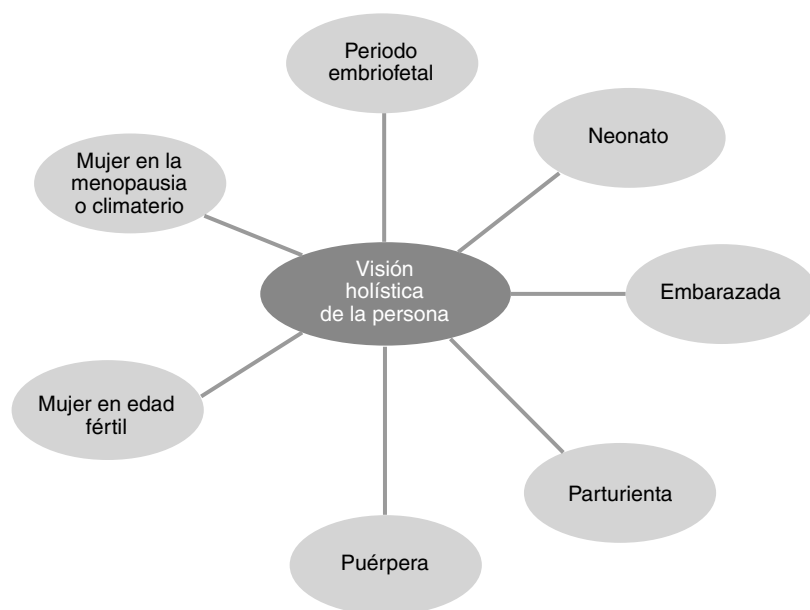 Periodo
embriofetal
Neonato
Mujer en la
menopausia
o climaterio
Visión
holística
de la persona
Embarazada
Mujer en edad
fértil
Parturienta
Puérpera